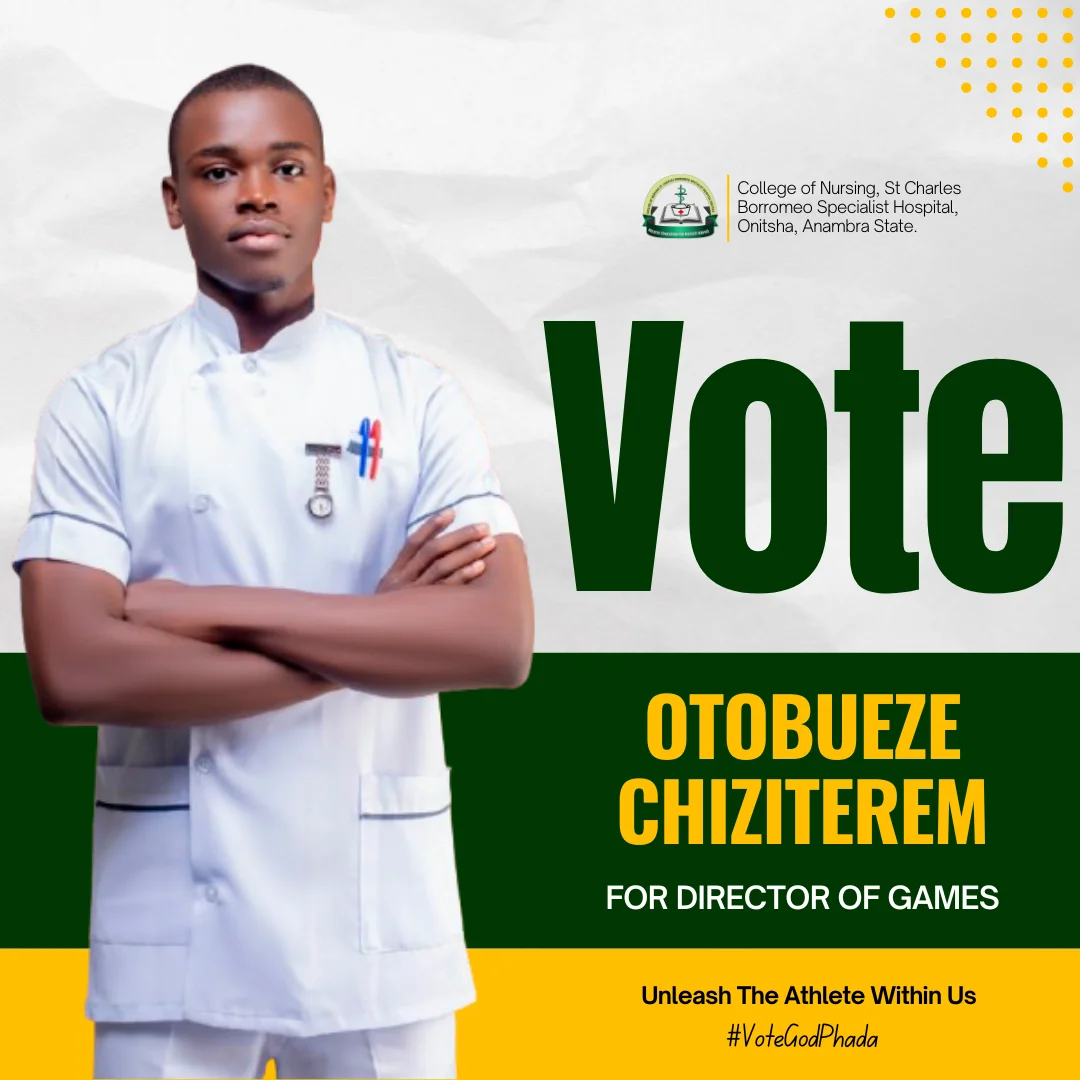 College of Nursing, St Charles
Borromeo Specialist Hospital,
Onitsha, Anambra State.
Vote
OTOBUEZE
CHIZITEREM
FOR DIRECTOR OF GAMES
Unleash The Athlete Within Us
#VoteGodPhada